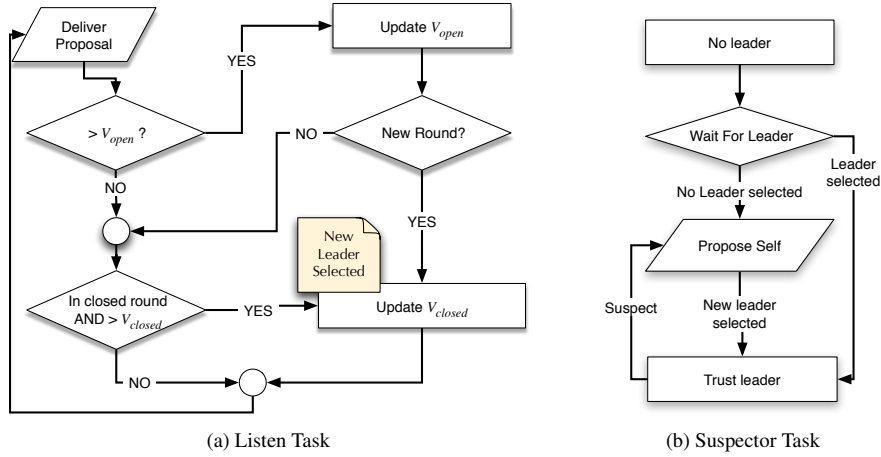 Deliver
Proposal
Update V_open
YES
> V_open ?
NO
New Round?
NO
YES
New
Leader
Selected
In closed round
AND > V_closed
YES
Update V_closed
NO
(a) Listen Task
No leader
Wait For Leader
Leader
selected
No Leader selected
Propose Self
Suspect
New leader
selected
Trust leader
(b) Suspector Task